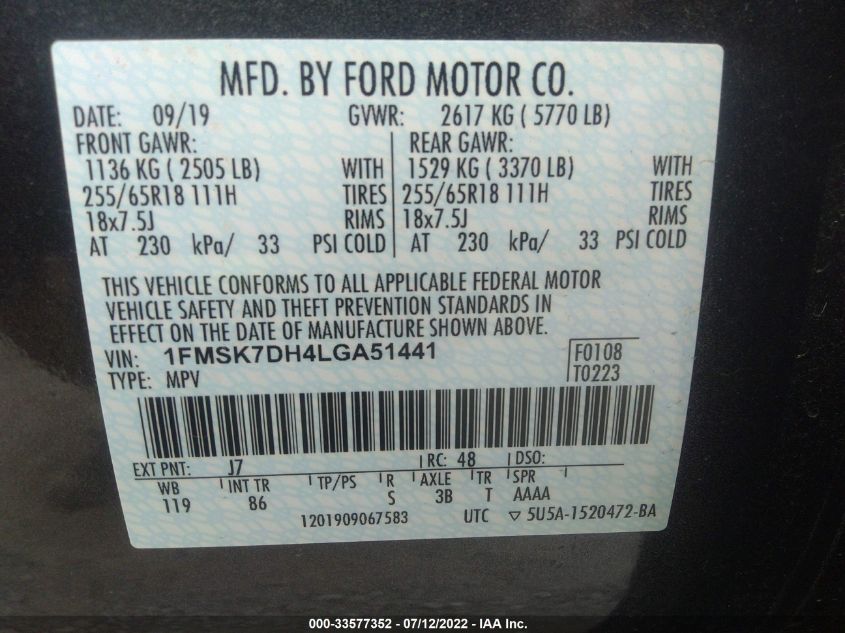 MFD. BY FORD MOTOR CO.
DATE: 09/19 GVWR: 2617 KG ( 5770 LB)
FRONT GAWR: REAR GAWR:
1136 KG ( 2505 LB) WITH 1529 KG ( 3370 LB) WITH
255/65R18 111H TIRES 255/65R18 111H TIRES
18x7.5J RIMS 18x7.5J RIMS
AT 230 kPa/ 33 PSI COLD AT 230 kPa/ 33 PSI COLD
THIS VEHICLE CONFORMS TO ALL APPLICABLE FEDERAL MOTOR
VEHICLE SAFETY AND THEFT PREVENTION STANDARDS IN
EFFECT ON THE DATE OF MANUFACTURE SHOWN ABOVE.
VIN: 1FMSK7DH4LGA51441 F0108
TYPE: MPV T0223
EXT PNT: J7 RC: 48 DSO:
WB INT TR TP/PS R AXLE TR SPR
119 86 S 3B T AAAA
1201909067583 UTC ▽ 5U5A-1520472-BA
000-33577352 - 07/12/2022 - IAA Inc.